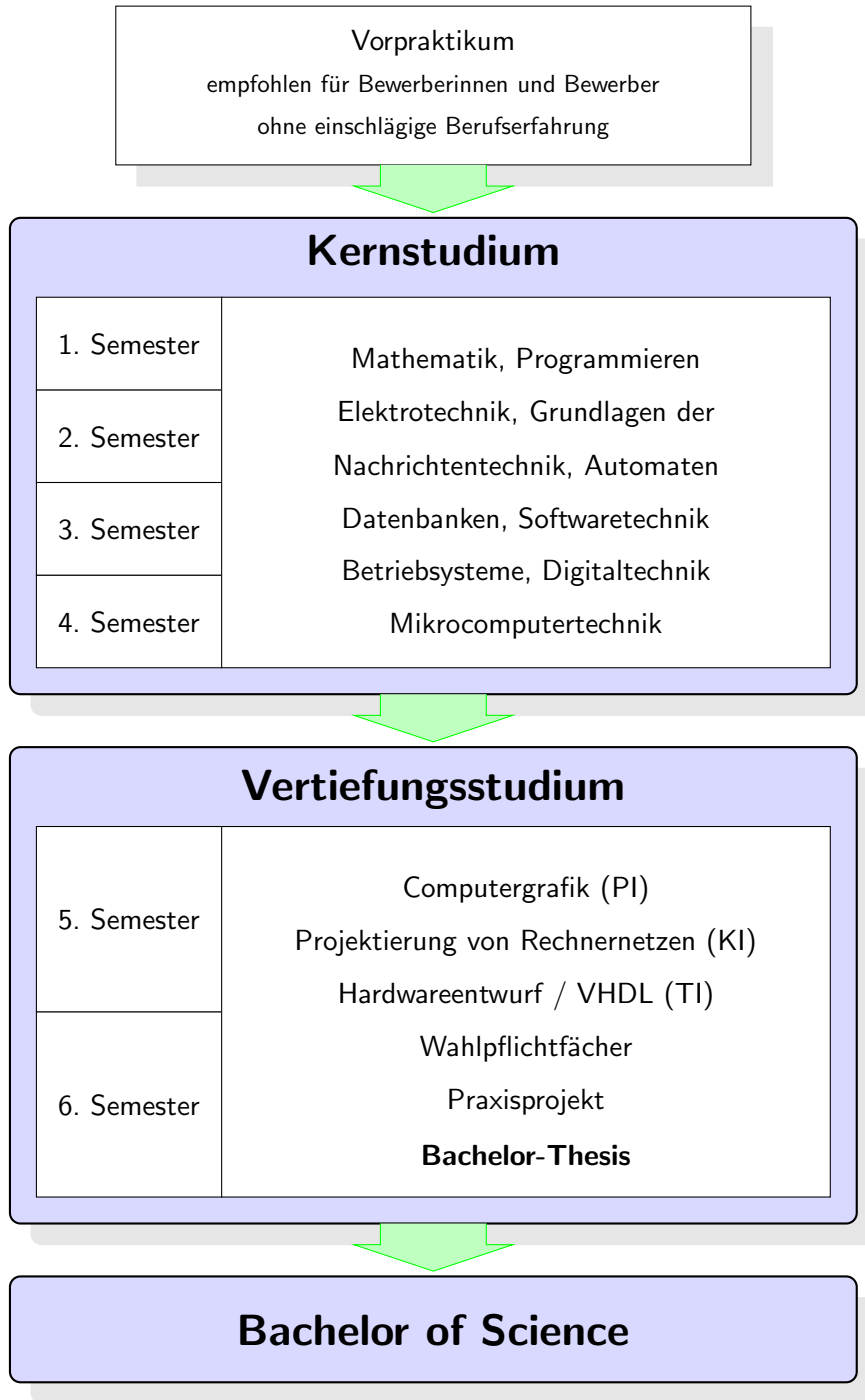 Vorpraktikum
empfohlen für Bewerberinnen und Bewerber
ohne einschlägige Berufserfahrung
Kernstudium
1. Semester
2. Semester
3. Semester
4. Semester
Mathematik, Programmieren
Elektrotechnik, Grundlagen der
Nachrichtentechnik, Automaten
Datenbanken, Softwaretechnik
Betriebsysteme, Digitaltechnik
Mikrocomputertechnik
Vertiefungsstudium
5. Semester
6. Semester
Computergrafik (PI)
Projektierung von Rechnernetzen (KI)
Hardwareentwurf / VHDL (TI)
Wahlpflichtfächer
Praxisprojekt
Bachelor-Thesis
Bachelor of Science